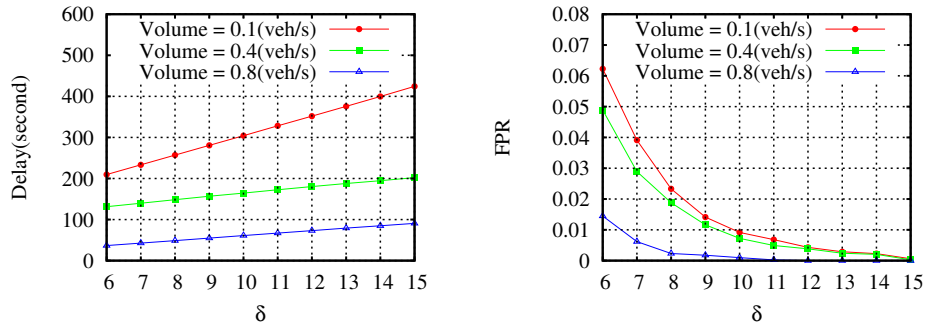 600
500
400
300
200
100
0
Delay(second)
Volume = 0.1(veh/s)
Volume = 0.4(veh/s)
Volume = 0.8(veh/s)
6 7 8 9 10 11 12 13 14 15
δ
0.08
0.07
0.06
0.05
0.04
0.03
0.02
0.01
0
FPR
Volume = 0.1(veh/s)
Volume = 0.4(veh/s)
Volume = 0.8(veh/s)
6 7 8 9 10 11 12 13 14 15
δ